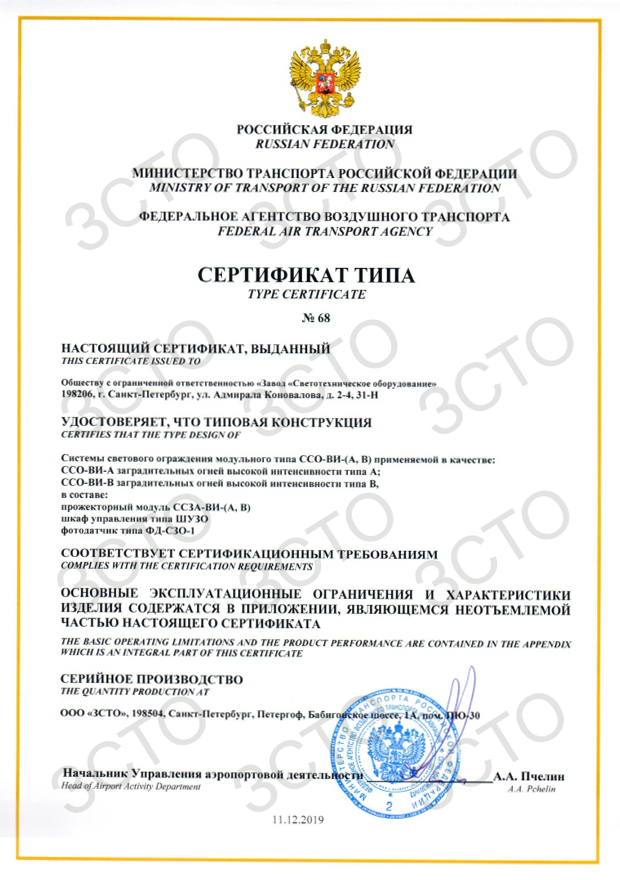 РОССИЙСКАЯ ФЕДЕРАЦИЯ
RUSSIAN FEDERATION
МИНИСТЕРСТВО ТРАНСПОРТА РОССИЙСКОЙ ФЕДЕРАЦИИ
MINISTRY OF TRANSPORT OF THE RUSSIAN FEDERATION
ФЕДЕРАЛЬНОЕ АГЕНТСТВО ВОЗДУШНОГО ТРАНСПОРТА
FEDERAL AIR TRANSPORT AGENCY
СЕРТИФИКАТ ТИПА
TYPE CERTIFICATE
№ 68
НАСТОЯЩИЙ СЕРТИФИКАТ, ВЫДАННЫЙ
THIS CERTIFICATE ISSUED TO
Обществу с ограниченной ответственностью «Завод «Светотехническое оборудование»
198206, г. Санкт-Петербург, ул. Адмирала Коновалова, д. 2-4, 31-Н
УДОСТОВЕРЯЕТ, ЧТО ТИПОВАЯ КОНСТРУКЦИЯ
CERTIFIES THAT THE TYPE DESIGN OF
Системы светового ограждения модульного типа ССО-ВИ-(А, В) применяемой в качестве:
ССО-ВИ-А заградительных огней высокой интенсивности типа А;
ССО-ВИ-В заградительных огней высокой интенсивности типа В,
в составе:
прожекторный модуль ССЗА-ВИ-(А, В)
шкаф управления типа ШУЗО
фотодатчик типа ФД-СЗО-1
СООТВЕТСТВУЕТ СЕРТИФИКАЦИОННЫМ ТРЕБОВАНИЯМ
COMPLIES WITH THE CERTIFICATION REQUIREMENTS
ОСНОВНЫЕ ЭКСПЛУАТАЦИОННЫЕ ОГРАНИЧЕНИЯ И ХАРАКТЕРИСТИКИ
ИЗДЕЛИЯ СОДЕРЖАТСЯ В ПРИЛОЖЕНИИ, ЯВЛЯЮЩЕМСЯ НЕОТЪЕМЛЕМОЙ
ЧАСТЬЮ НАСТОЯЩЕГО СЕРТИФИКАТА
THE BASIC OPERATING LIMITATIONS AND THE PRODUCT PERFORMANCE ARE CONTAINED IN THE APPENDIX
WHICH IS AN INTEGRAL PART OF THIS CERTIFICATE
СЕРИЙНОЕ ПРОИЗВОДСТВО
THE QUANTITY PRODUCTION AT
ООО «ЗСТО», 198504, Санкт-Петербург, Петергоф, Бабигонское шоссе, 1А, пом. ПЮ-30
МИНИСТЕРСТВО ТРАНСПОРТА РОССИЙСКОЙ ФЕДЕРАЦИИ
2
Начальник Управления аэропортовой деятельности А.А. Пчелин
Head of Airport Activity Department A.A. Pchelin
11.12.2019
ЗСТО ЗСТО ЗСТО
ЗСТО ЗСТО ЗСТО
ЗСТО ЗСТО ЗСТО
ЗСТО ЗСТО ЗСТО